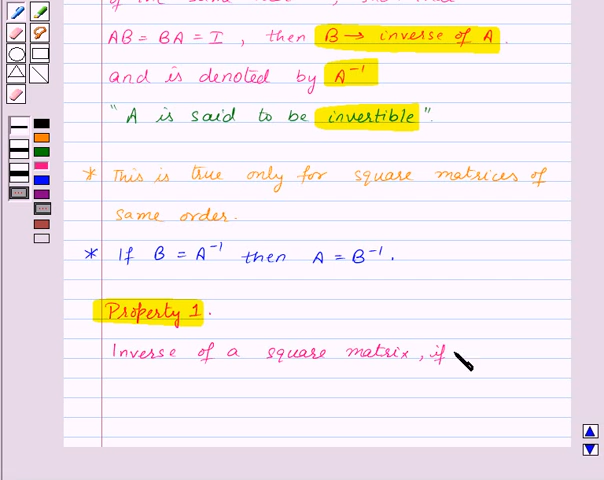 AB = BA = I , then B → inverse of A .
and is denoted by A⁻¹
" A is said to be invertible ".
* This is true only for square matrices of
same order.
* If B = A⁻¹ then A = B⁻¹ .
Property 1 .
Inverse of a square matrix , if